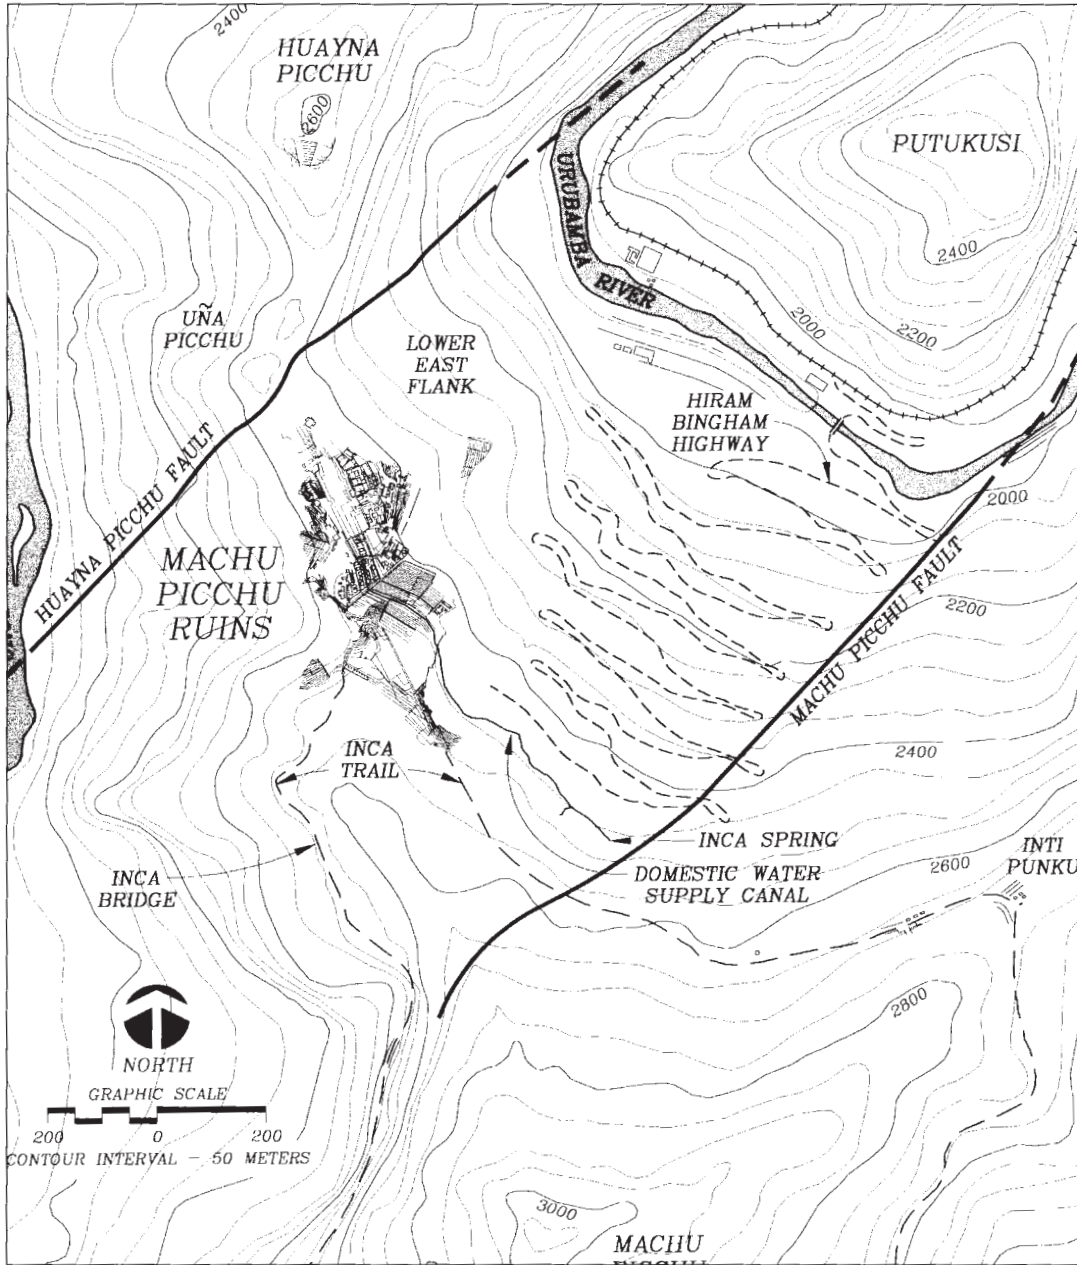 2400
HUAYNA
PICCHU
2600
PUTUKUSI
URUBAMBA
RIVER
2400
2000
2200
UÑA
PICCHU
LOWER
EAST
FLANK
HIRAM
BINGHAM
HIGHWAY
HUAYNA PICCHU FAULT
2000
MACHU
PICCHU
RUINS
MACHU PICCHU FAULT
2200
2400
INCA
TRAIL
INCA SPRING
INCA
BRIDGE
DOMESTIC WATER
SUPPLY CANAL
2600
INTI
PUNKU
2800
NORTH
GRAPHIC SCALE
200 0 200
CONTOUR INTERVAL - 50 METERS
3000
MACHU
PICCHU